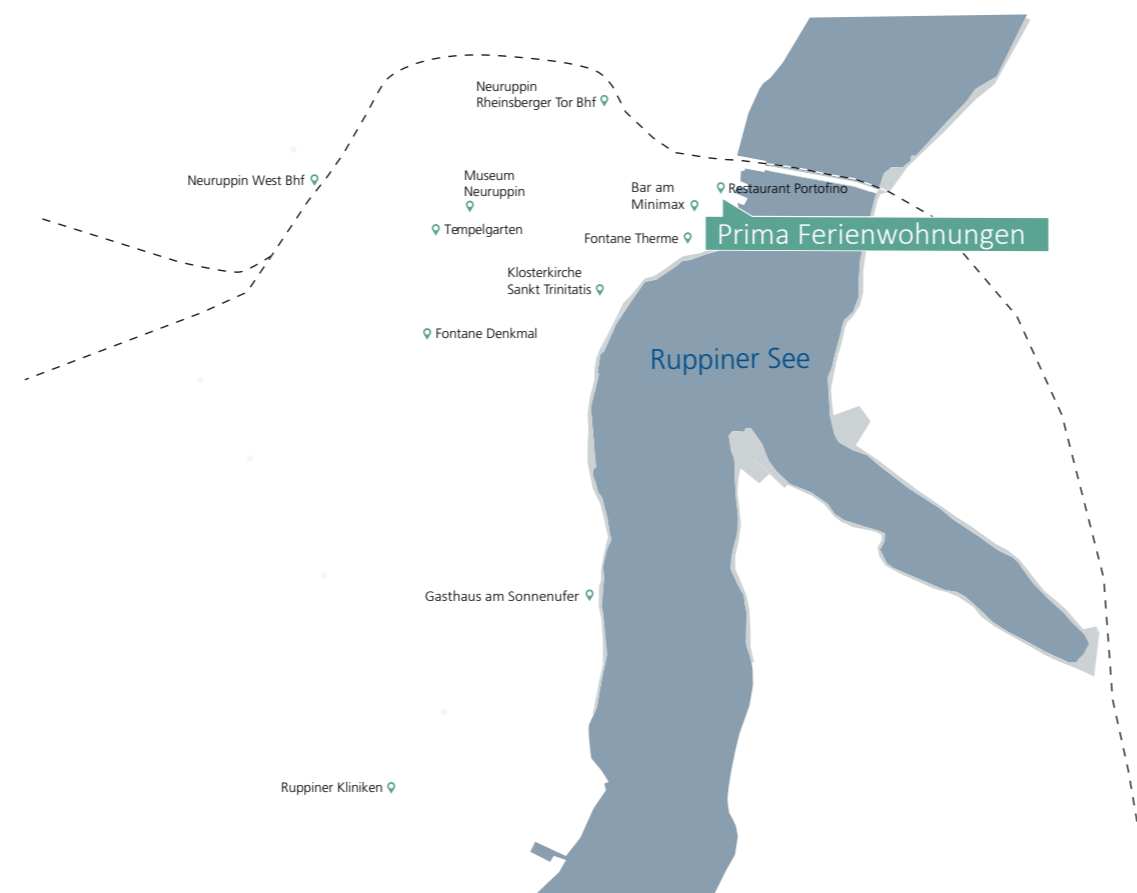 Neuruppin
Rheinsberger Tor Bhf
Neuruppin West Bhf
Museum
Neuruppin
Bar am
Minimax
Restaurant Portofino
Tempelgarten
Fontane Therme
Prima Ferienwohnungen
Klosterkirche
Sankt Trinitatis
Fontane Denkmal
Ruppiner See
Gasthaus am Sonnenufer
Ruppiner Kliniken